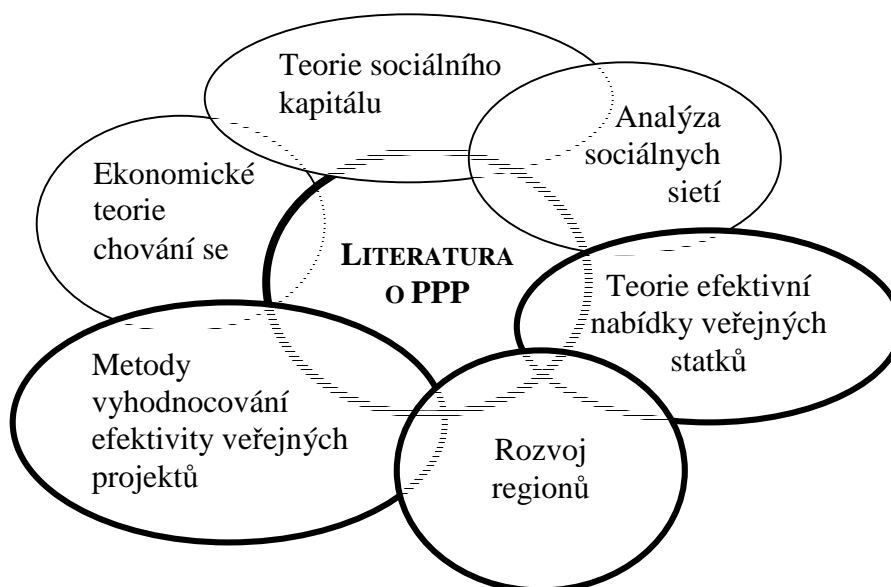 Teorie sociálního
kapitálu
Analýza
sociálnych
sietí
Ekonomické
teorie
chování se
LITERATURA
O PPP
Teorie efektivní
nabídky veřejných
statků
Metody
vyhodnocování
efektivity veřejných
projektů
Rozvoj
regionů